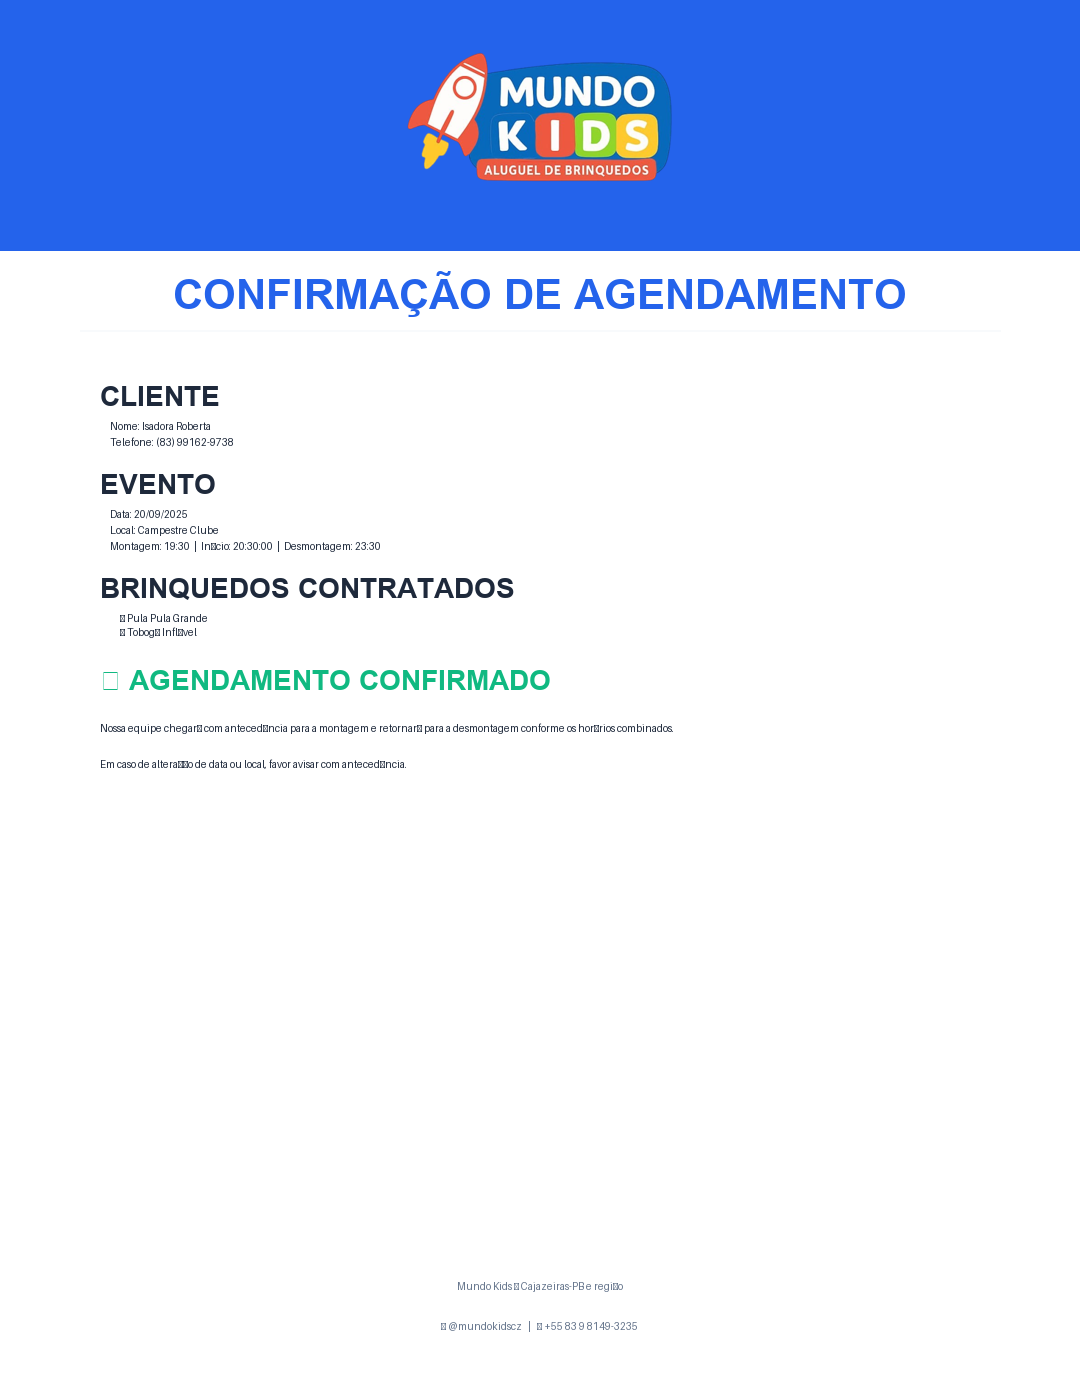 MUNDO
KIDS
ALUGUEL DE BRINQUEDOS
CONFIRMAÇÃO DE AGENDAMENTO
CLIENTE
Nome: Isadora Roberta
Telefone: (83) 99162-9738
EVENTO
Data: 20/09/2025
Local: Campestre Clube
Montagem: 19:30 | In□cio: 20:30:00 | Desmontagem: 23:30
BRINQUEDOS CONTRATADOS
□ Pula Pula Grande
□ Tobog□ Infl□vel
□ AGENDAMENTO CONFIRMADO
Nossa equipe chegar□ com anteced□ncia para a montagem e retornar□ para a desmontagem conforme os hor□rios combinados.
Em caso de altera□□o de data ou local, favor avisar com anteced□ncia.
Mundo Kids □ Cajazeiras-PB e regi□o
□ @mundokidscz | □ +55 83 9 8149-3235